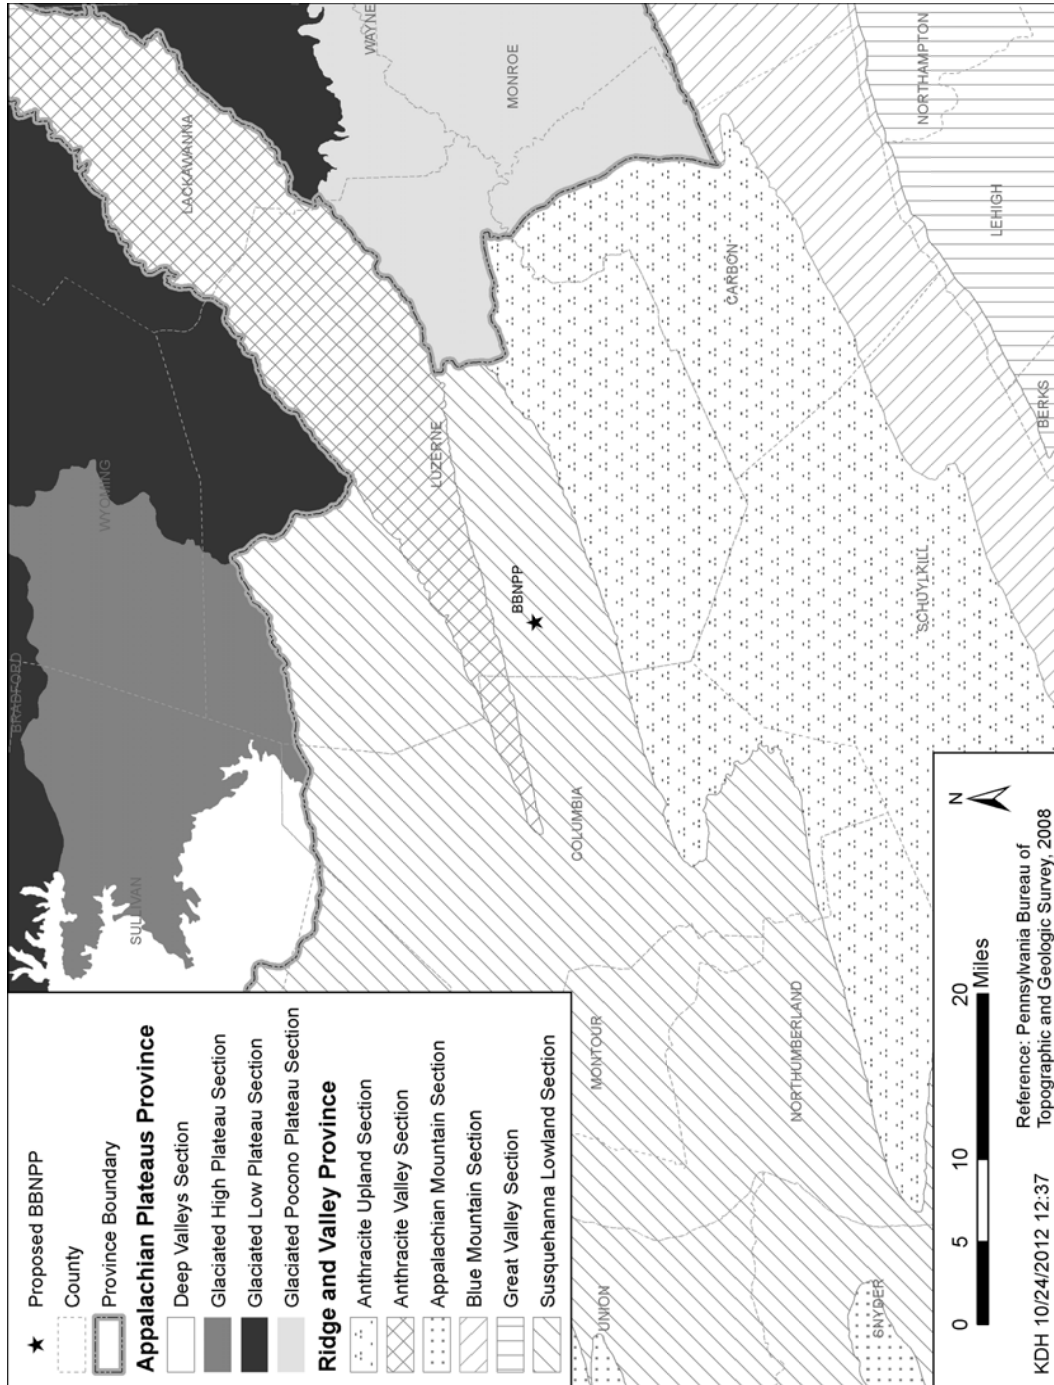 Proposed BBNPP
County
Province Boundary
Appalachian Plateaus Province
Deep Valleys Section
Glaciated High Plateau Section
Glaciated Low Plateau Section
Glaciated Pocono Plateau Section
Ridge and Valley Province
Anthracite Upland Section
Anthracite Valley Section
Appalachian Mountain Section
Blue Mountain Section
Great Valley Section
Susquehanna Lowland Section
BRADFORD
SULLIVAN
WYOMING
LACKAWANNA
WAYNE
MONROE
LUZERNE
BBNPP
COLUMBIA
MONTOUR
UNION
NORTHUMBERLAND
SNYDER
CARBON
SCHUYLKILL
NORTHAMPTON
LEHIGH
BERKS
N
0 5 10 20
Miles
Reference: Pennsylvania Bureau of
Topographic and Geologic Survey, 2008
KDH 10/24/2012 12:37